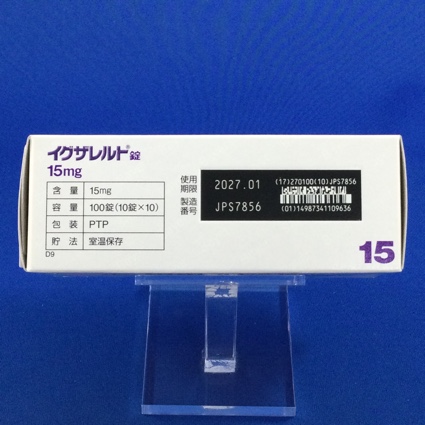 イグザレルト®錠
15mg
含量 15mg
容量 100錠(10錠×10)
包装 PTP
貯法 室温保存
D9
使用期限 2027.01
製造番号 JPS7856
(17)270100(10)JPS7856
(01)14987341109636
15